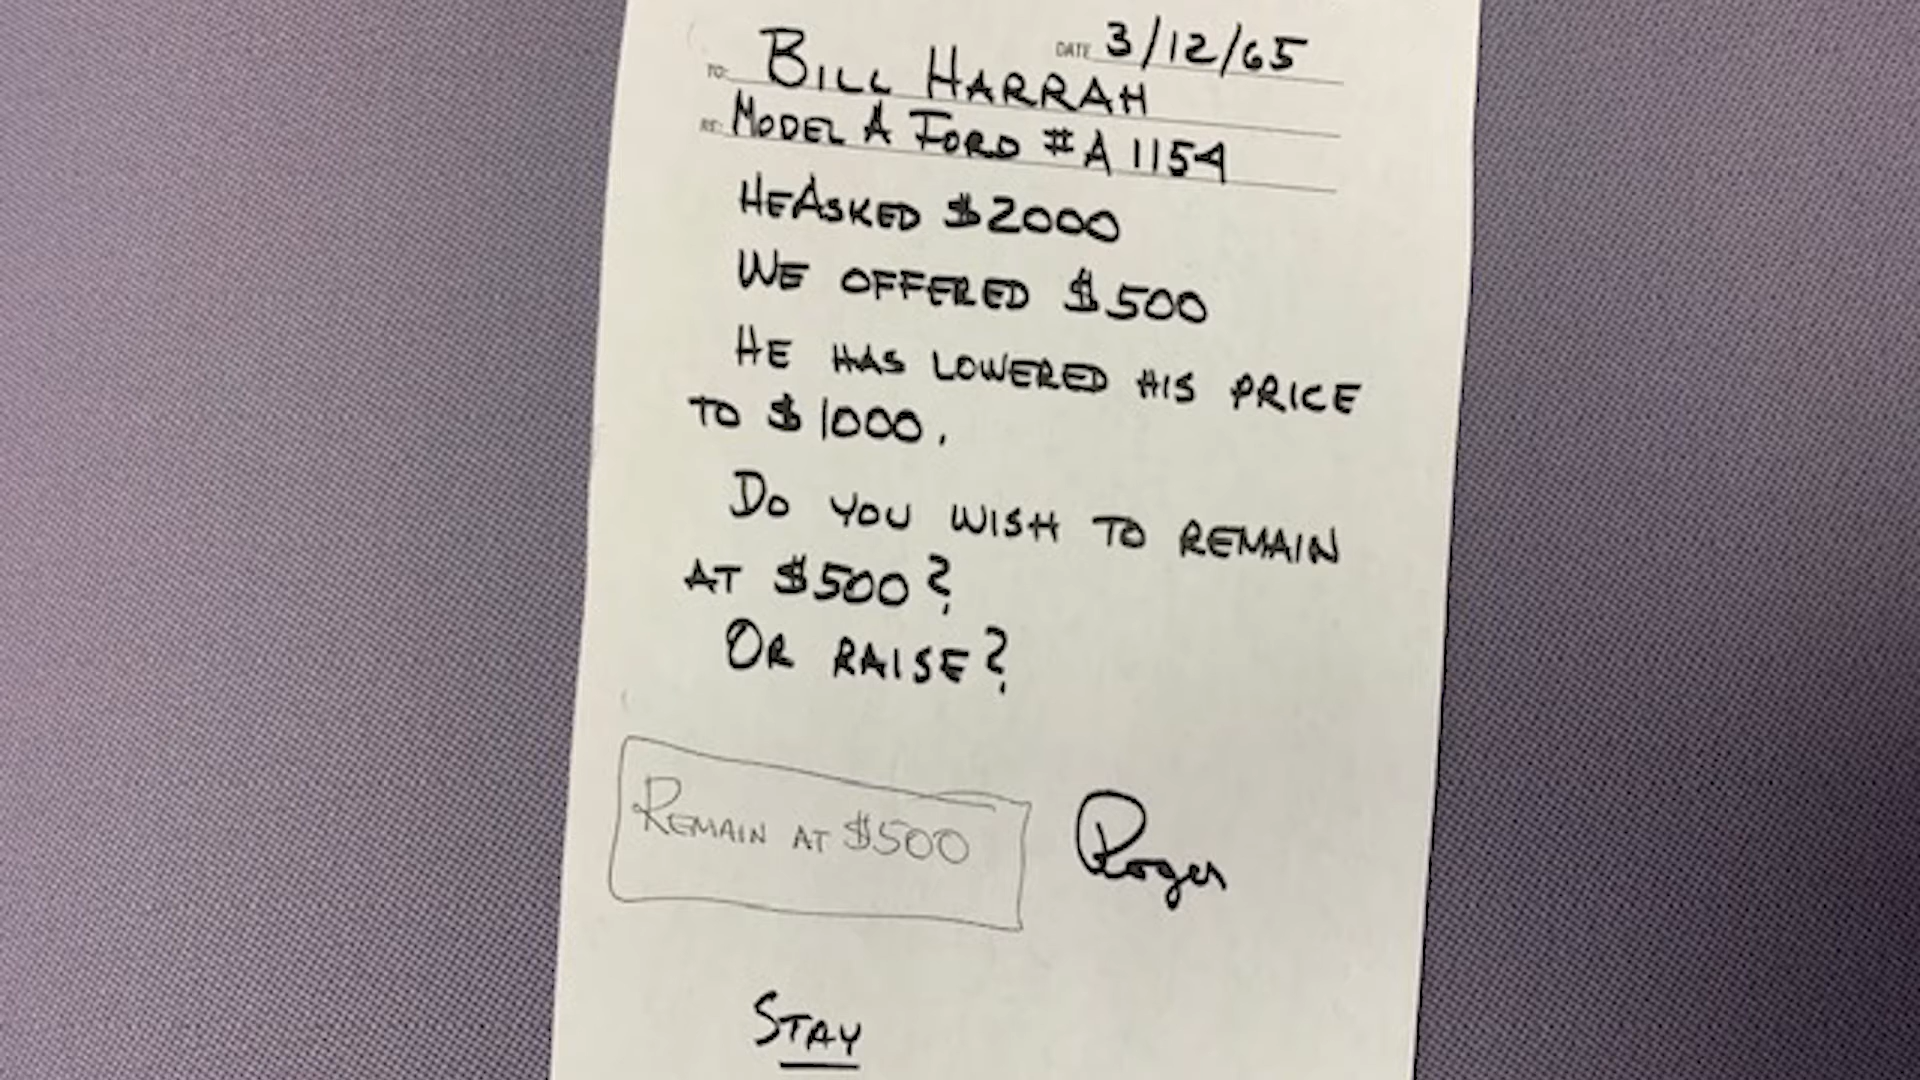 DATE 3/12/65
TO: BILL HARRAH
RE: MODEL A FORD #A1154
HE ASKED $2000
WE OFFERED $500
HE HAS LOWERED HIS PRICE
TO $1000.
DO YOU WISH TO REMAIN
AT $500?
OR RAISE?
REMAIN AT $500
Roger
STAY